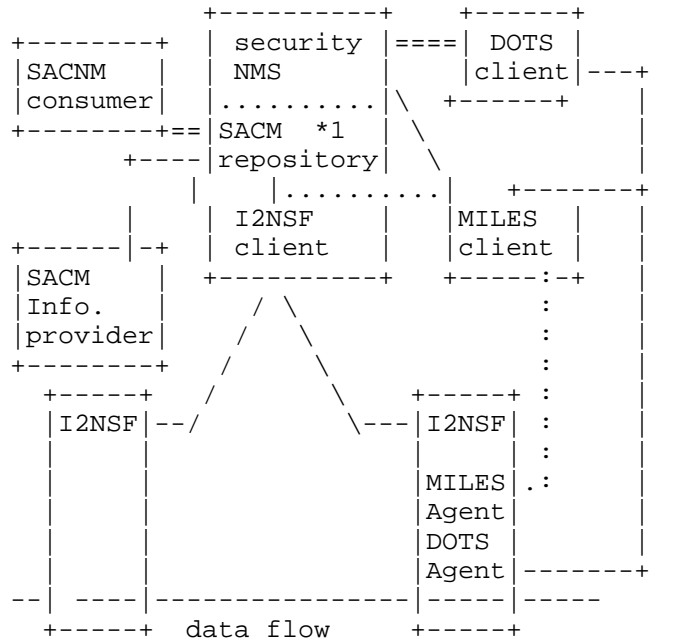 security DOTS
SACNM NMS client
consumer
SACM *1
repository
I2NSF MILES
client client
SACM
Info.
provider
I2NSF I2NSF
MILES
Agent
DOTS
Agent
data flow